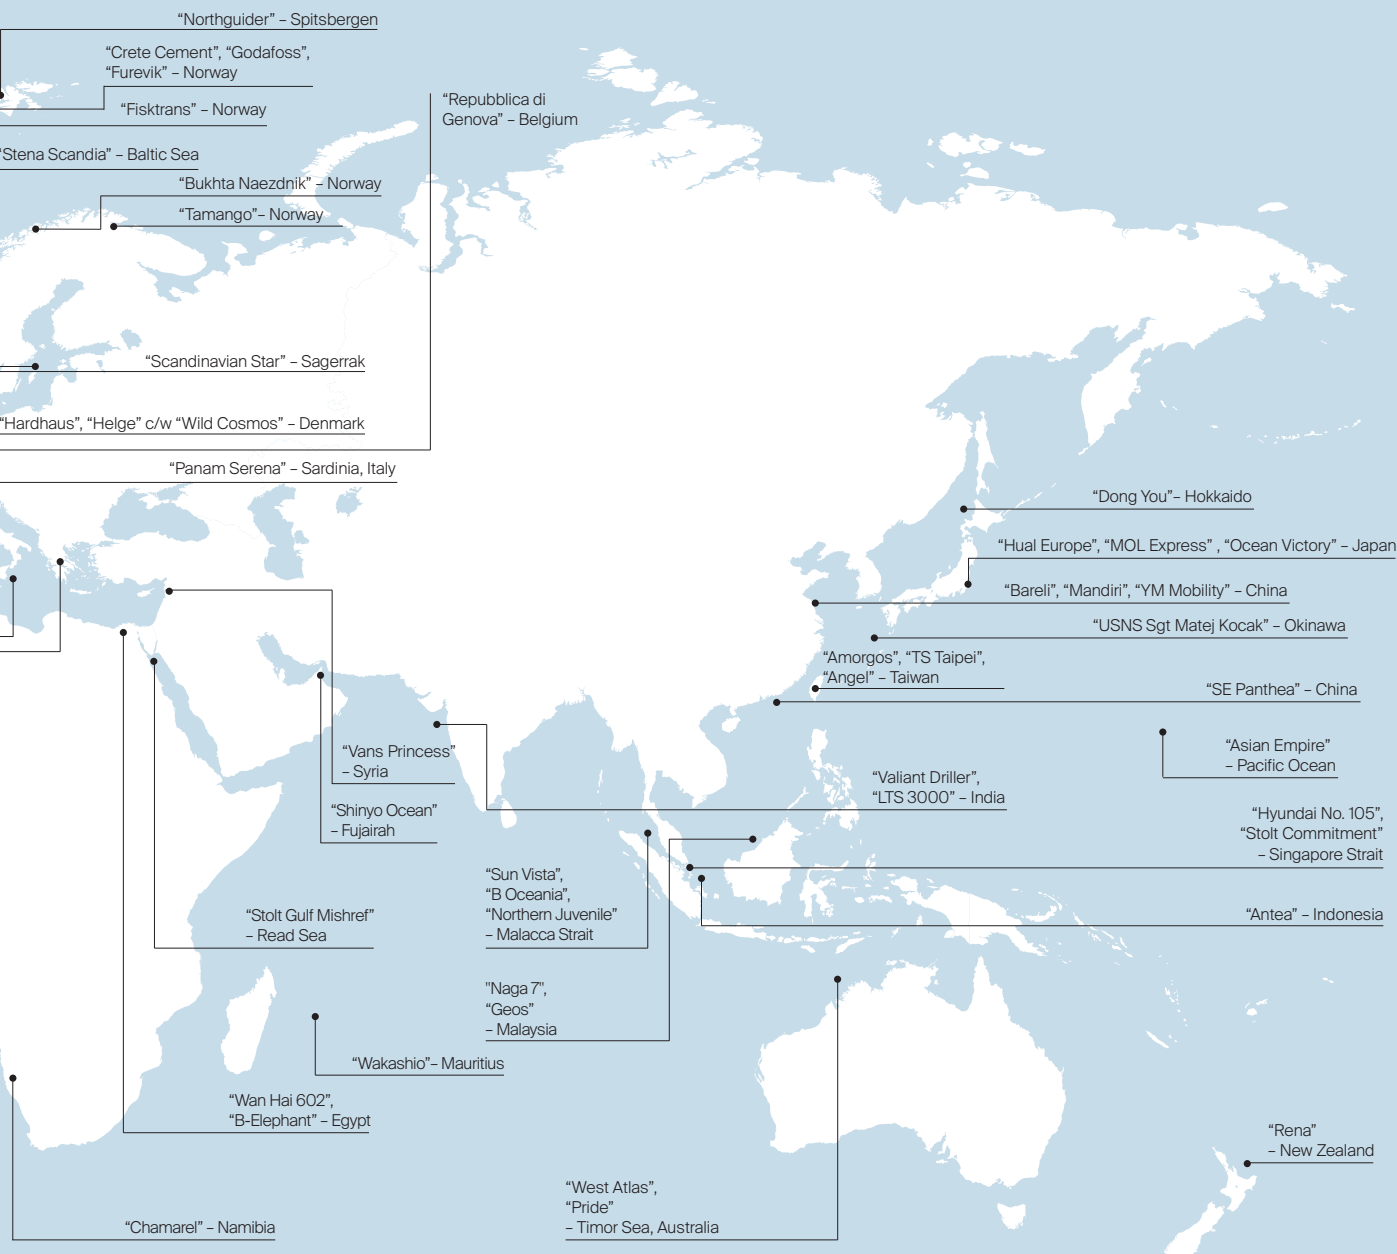 “Northguider” – Spitsbergen
“Crete Cement”, “Godafoss”,
“Furevik” – Norway
“Fisktrans” – Norway
“Repubblica di
Genova” – Belgium
“Stena Scandia” – Baltic Sea
“Bukhta Naezdnik” – Norway
“Tamango”– Norway
“Scandinavian Star” – Sagerrak
“Hardhaus”, “Helge” c/w “Wild Cosmos” – Denmark
“Panam Serena” – Sardinia, Italy
“Dong You”– Hokkaido
“Hual Europe”, “MOL Express” , “Ocean Victory” – Japan
“Bareli”, “Mandiri”, “YM Mobility” – China
“USNS Sgt Matej Kocak” – Okinawa
“Amorgos”, “TS Taipei”,
“Angel” – Taiwan
“SE Panthea” – China
“Asian Empire”
– Pacific Ocean
“Vans Princess”
– Syria
“Valiant Driller”,
“LTS 3000” – India
“Shinyo Ocean”
– Fujairah
“Hyundai No. 105”,
“Stolt Commitment”
– Singapore Strait
“Sun Vista”,
“B Oceania”,
“Northern Juvenile”
– Malacca Strait
“Stolt Gulf Mishref”
– Read Sea
“Antea” – Indonesia
"Naga 7",
“Geos”
– Malaysia
“Wakashio”– Mauritius
“Wan Hai 602”,
“B-Elephant” – Egypt
“Rena”
– New Zealand
“West Atlas”,
“Pride”
– Timor Sea, Australia
“Chamarel” – Namibia